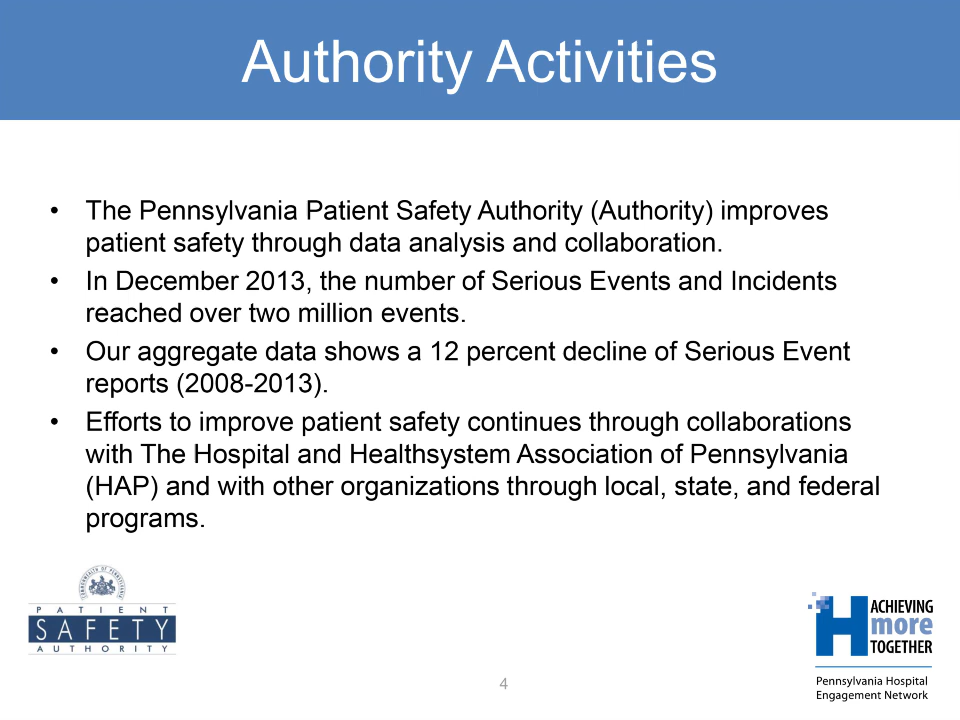 Authority Activities
• The Pennsylvania Patient Safety Authority (Authority) improves
patient safety through data analysis and collaboration.
• In December 2013, the number of Serious Events and Incidents
reached over two million events.
• Our aggregate data shows a 12 percent decline of Serious Event
reports (2008-2013).
• Efforts to improve patient safety continues through collaborations
with The Hospital and Healthsystem Association of Pennsylvania
(HAP) and with other organizations through local, state, and federal
programs.
COMMONWEALTH OF PENNSYLVANIA
PATIENT
SAFETY
AUTHORITY
H
ACHIEVING
more
TOGETHER
Pennsylvania Hospital
Engagement Network
4